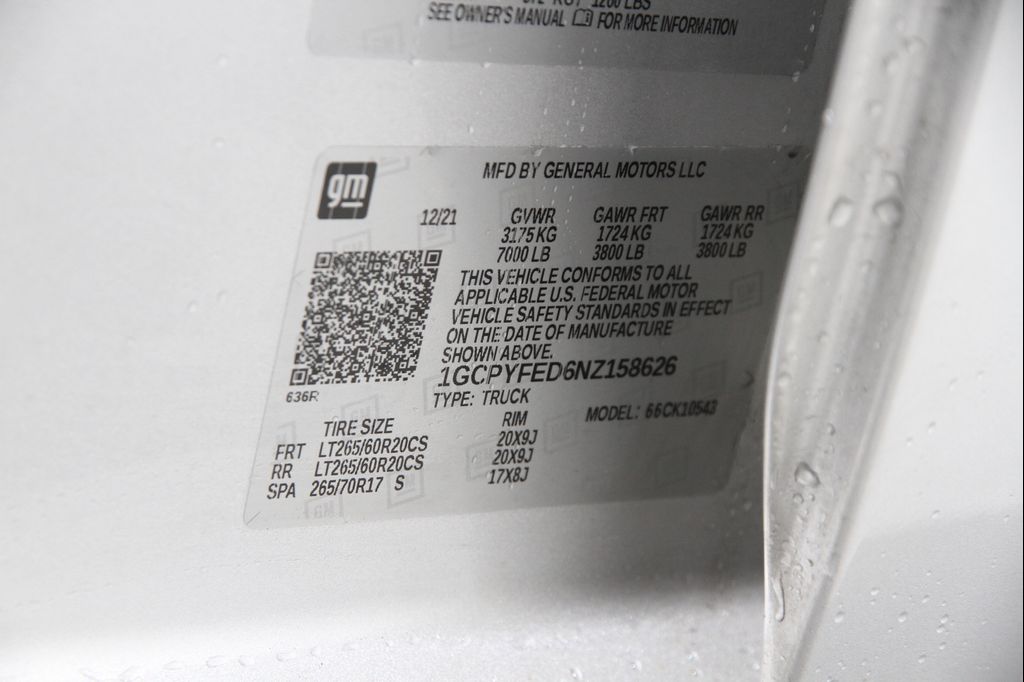 1200 LBS
SEE OWNER'S MANUAL FOR MORE INFORMATION
gm
MFD BY GENERAL MOTORS LLC
12/21 GVWR GAWR FRT GAWR RR
3175 KG 1724 KG 1724 KG
7000 LB 3800 LB 3800 LB
THIS VEHICLE CONFORMS TO ALL
APPLICABLE U.S. FEDERAL MOTOR
VEHICLE SAFETY STANDARDS IN EFFECT
ON THE DATE OF MANUFACTURE
SHOWN ABOVE.
1GCPYFED6NZ158626
636R
TYPE: TRUCK
MODEL: 66CK10543
TIRE SIZE RIM
FRT LT265/60R20CS 20X9J
RR LT265/60R20CS 20X9J
SPA 265/70R17 S 17X8J